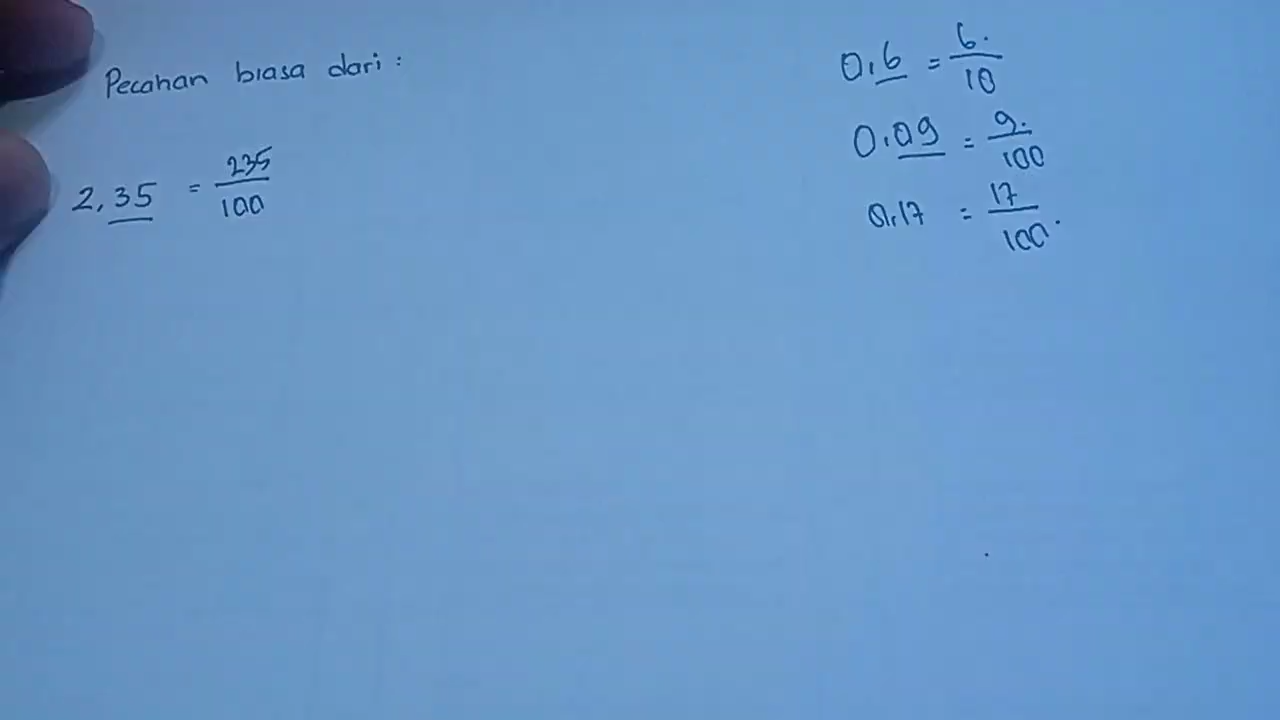 Pecahan biasa dari :
2,35 = 235/100
0,6 = 6/10
0,09 = 9/100
0,17 = 17/100